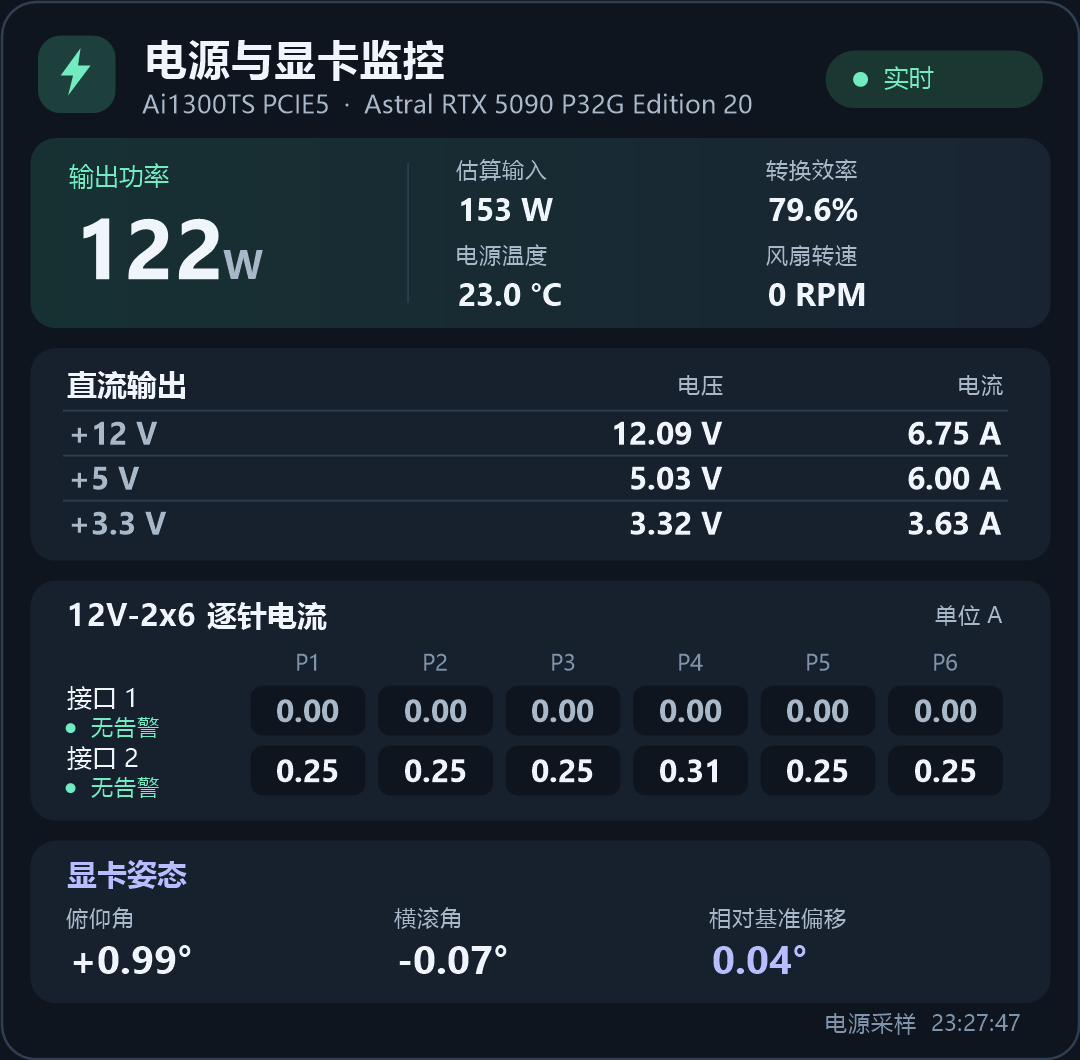 电源与显卡监控
Ai1300TS PCIE5 · Astral RTX 5090 P32G Edition 20
实时
输出功率
122W
估算输入
153 W
转换效率
79.6%
电源温度
23.0 °C
风扇转速
0 RPM
直流输出 电压 电流
+12 V 12.09 V 6.75 A
+5 V 5.03 V 6.00 A
+3.3 V 3.32 V 3.63 A
12V-2x6 逐针电流 单位 A
P1 P2 P3 P4 P5 P6
接口 1 0.00 0.00 0.00 0.00 0.00 0.00
无告警
接口 2 0.25 0.25 0.25 0.31 0.25 0.25
无告警
显卡姿态
俯仰角 横滚角 相对基准偏移
+0.99° -0.07° 0.04°
电源采样 23:27:47